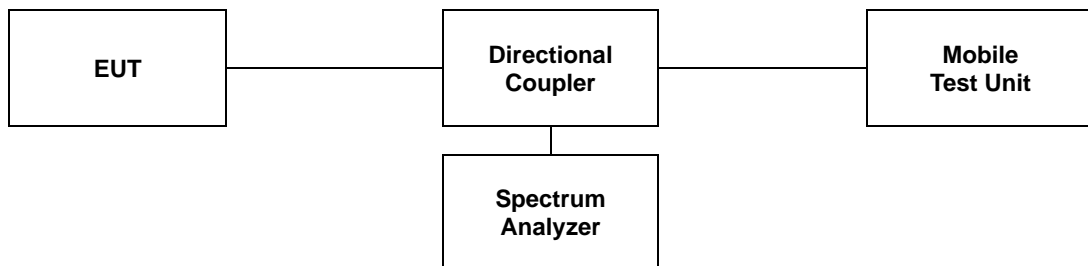 EUT
Directional
Coupler
Mobile
Test Unit
Spectrum
Analyzer